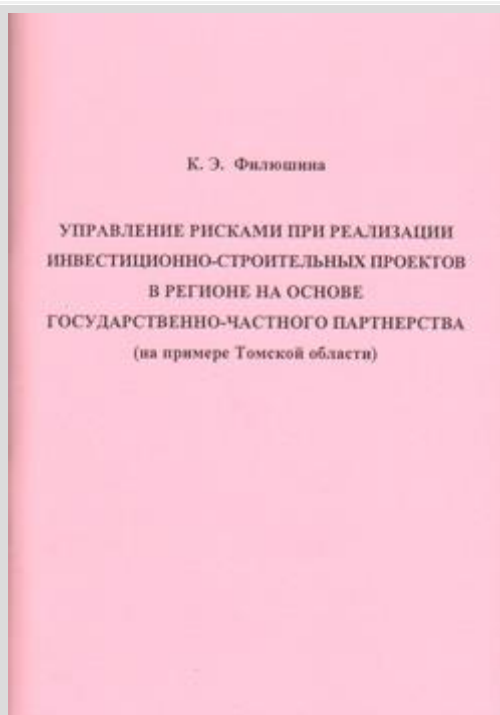 К. Э. Филюшина
УПРАВЛЕНИЕ РИСКАМИ ПРИ РЕАЛИЗАЦИИ
ИНВЕСТИЦИОННО-СТРОИТЕЛЬНЫХ ПРОЕКТОВ
В РЕГИОНЕ НА ОСНОВЕ
ГОСУДАРСТВЕННО-ЧАСТНОГО ПАРТНЕРСТВА
(на примере Томской области)